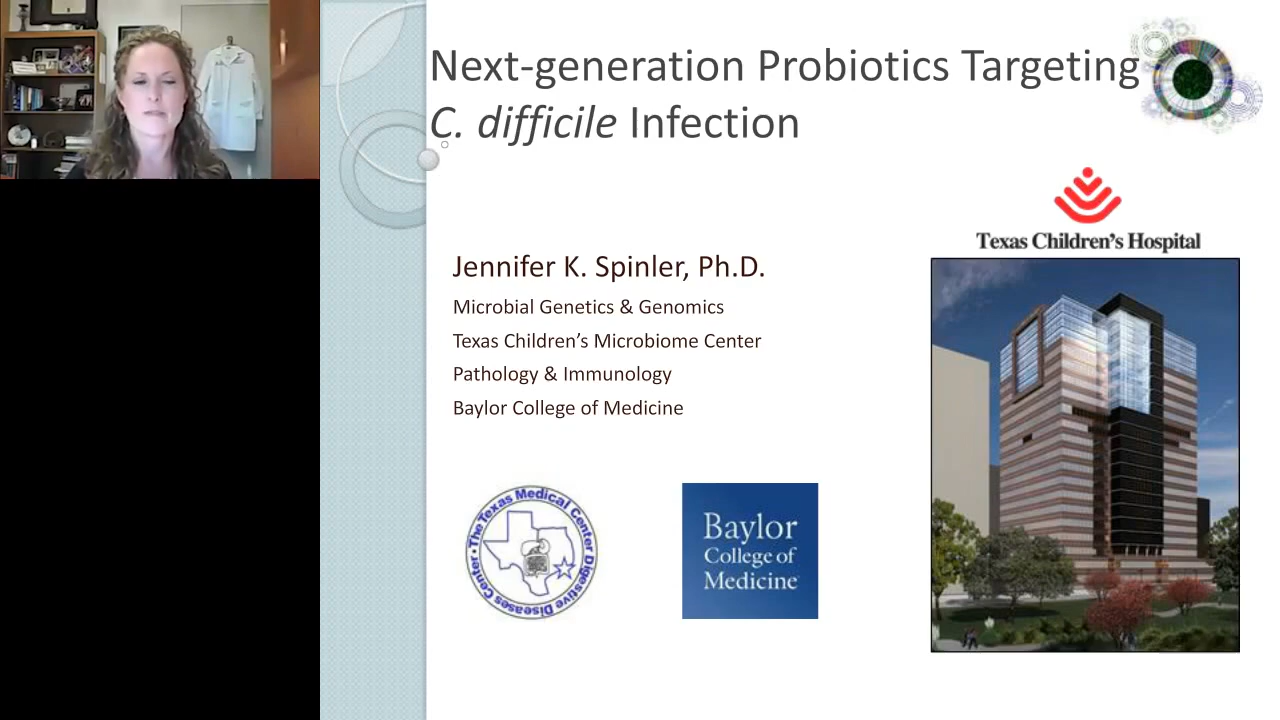 Next-generation Probiotics Targeting
C. difficile Infection
Texas Children's Hospital
Jennifer K. Spinler, Ph.D.
Microbial Genetics & Genomics
Texas Children’s Microbiome Center
Pathology & Immunology
Baylor College of Medicine
The Texas Medical Center Digestive Diseases Center
Baylor
College of
Medicine